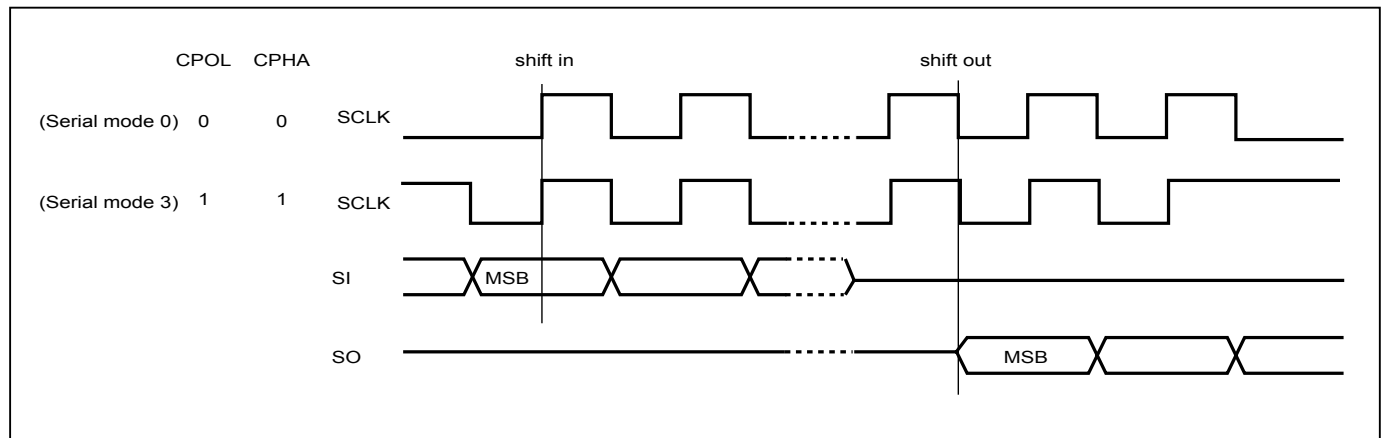 CPOL CPHA shift in shift out
(Serial mode 0) 0 0 SCLK
(Serial mode 3) 1 1 SCLK
SI MSB
SO MSB